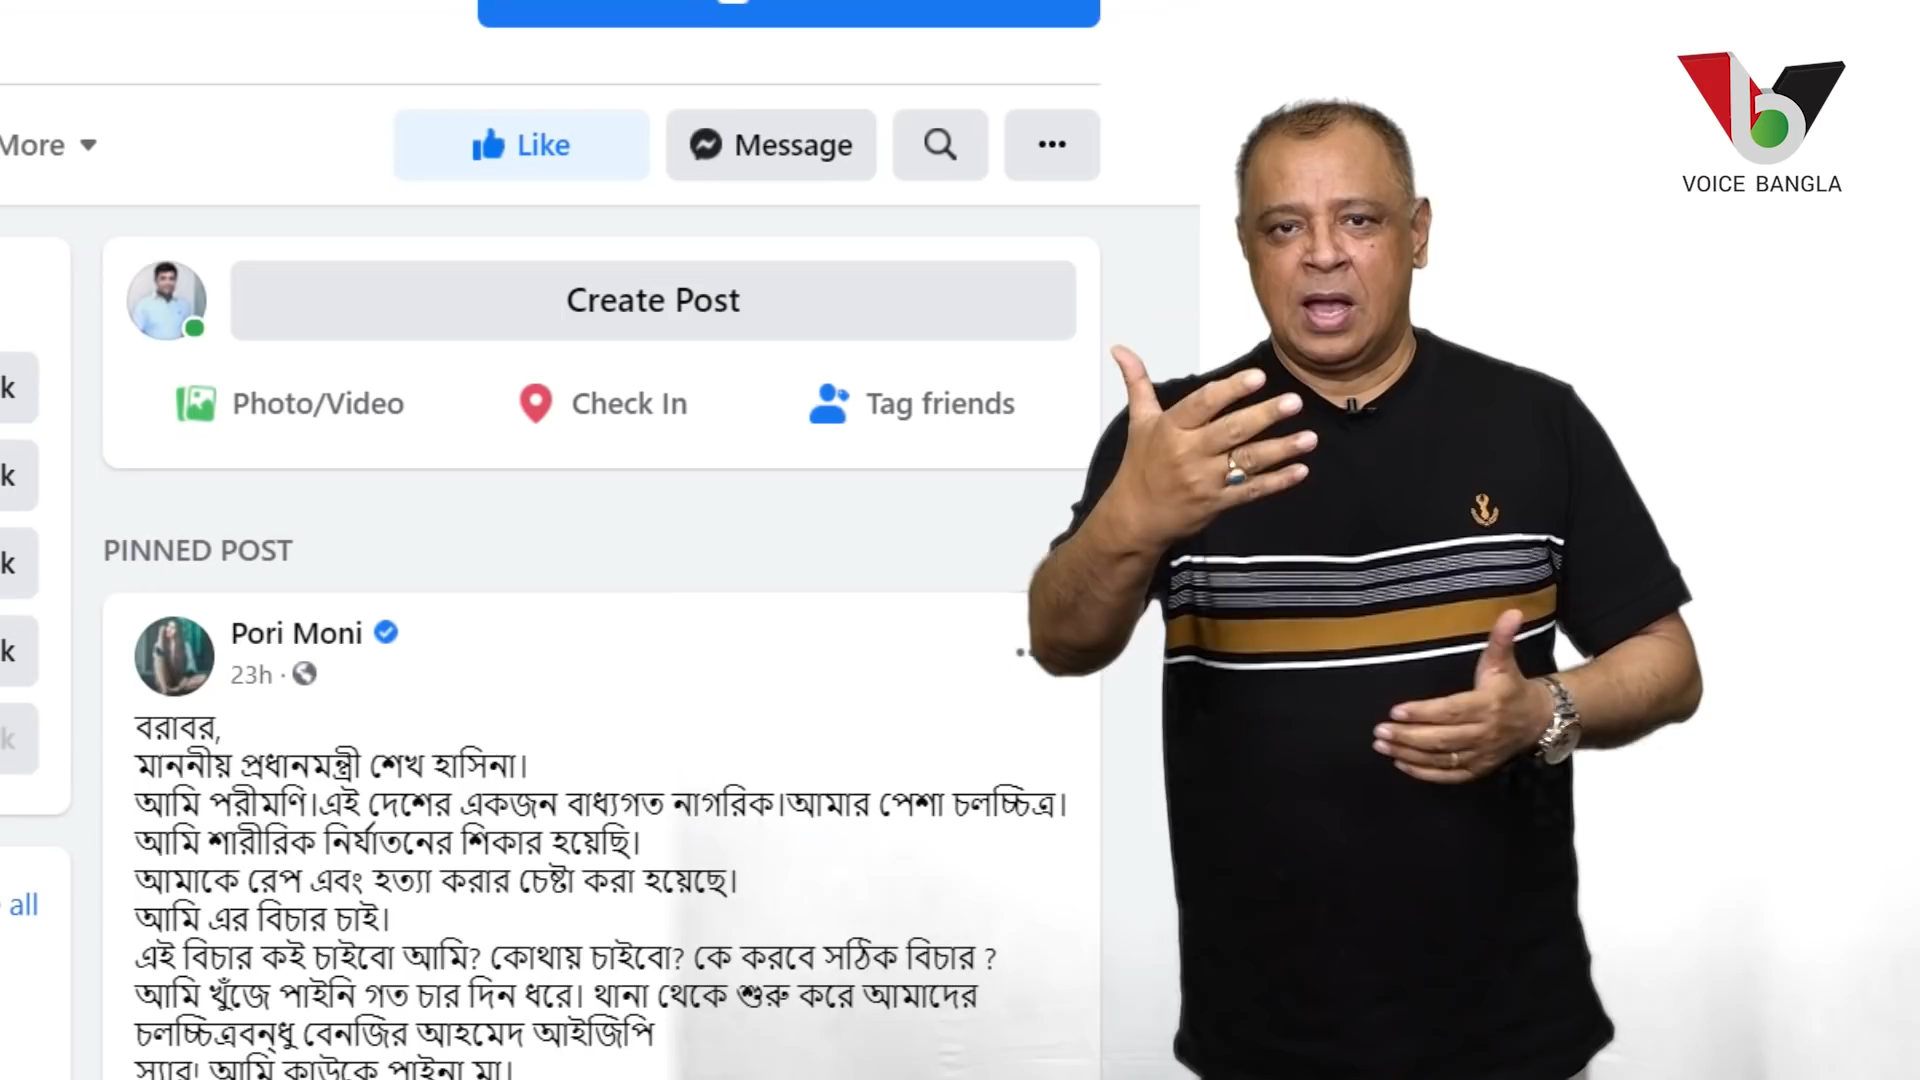 VOICE BANGLA
More
Like
Message
Create Post
k
Photo/Video
Check In
Tag friends
k
k
k
k
all
PINNED POST
Pori Moni
23h ·
বরাবর,
মাননীয় প্রধানমন্ত্রী শেখ হাসিনা।
আমি পরীমণি।এই দেশের একজন বাধ্যগত নাগরিক।আমার পেশা চলচ্চিত্র।
আমি শারীরিক নির্যাতনের শিকার হয়েছি।
আমাকে রেপ এবং হত্যা করার চেষ্টা করা হয়েছে।
আমি এর বিচার চাই।
এই বিচার কই চাইবো আমি? কোথায় চাইবো? কে করবে সঠিক বিচার ?
আমি খুঁজে পাইনি গত চার দিন ধরে। থানা থেকে শুরু করে আমাদের
চলচ্চিত্রবন্ধু বেনজির আহমেদ আইজিপি
স্যার! আমি কাউকে পাইনা মা।